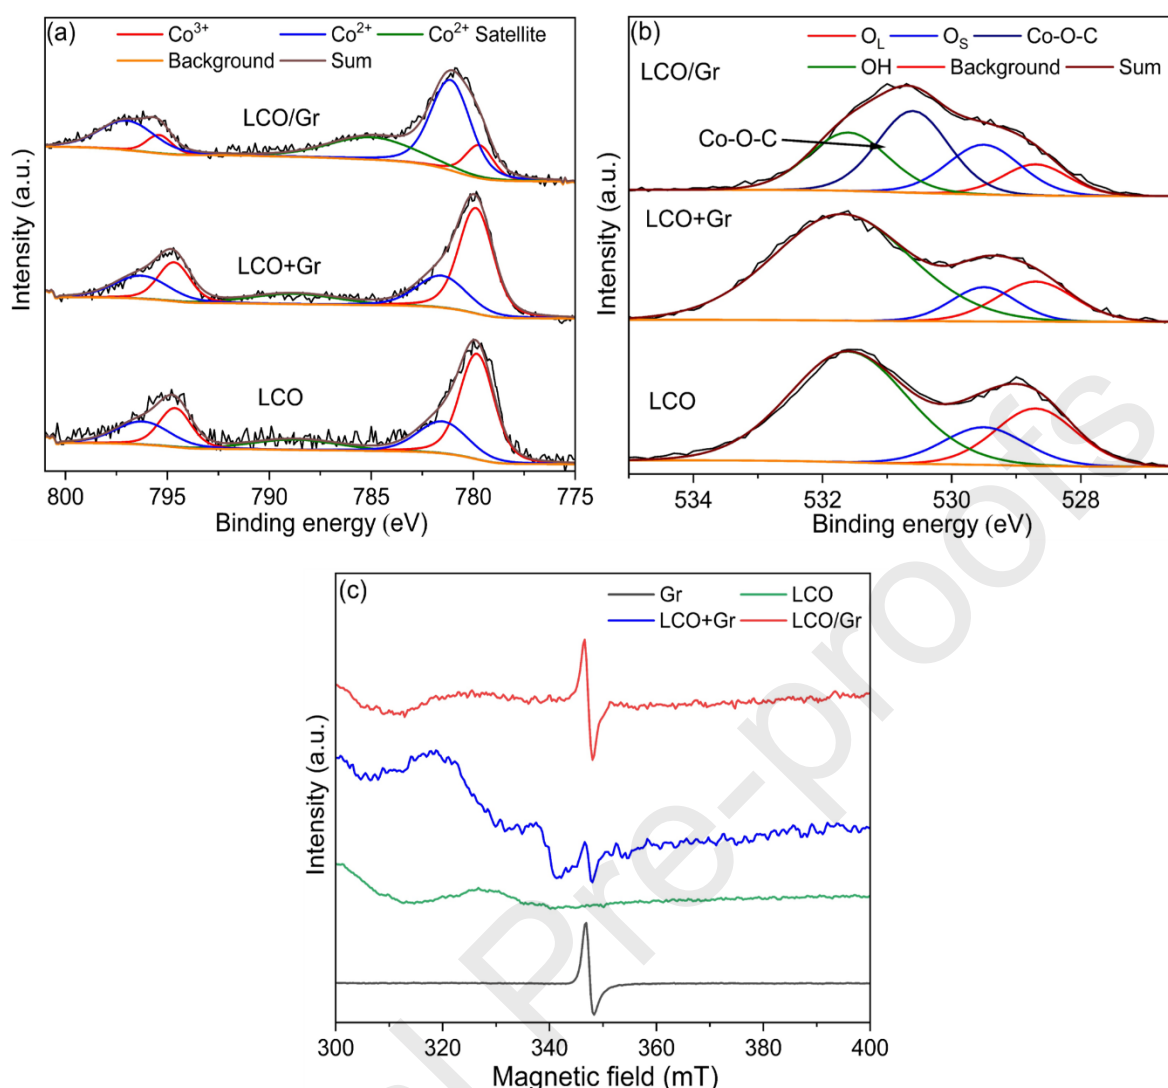 (a)
Co³⁺ Co²⁺ Co²⁺ Satellite
Background Sum
LCO/Gr
LCO+Gr
LCO
Intensity (a.u.)
800 795 790 785 780 775
Binding energy (eV)
(b)
O_L O_S Co-O-C
OH Background Sum
LCO/Gr
Co-O-C
LCO+Gr
LCO
Intensity (a.u.)
534 532 530 528
Binding energy (eV)
(c)
Gr LCO
LCO+Gr LCO/Gr
Intensity (a.u.)
300 320 340 360 380 400
Magnetic field (mT)
Pre-proofs